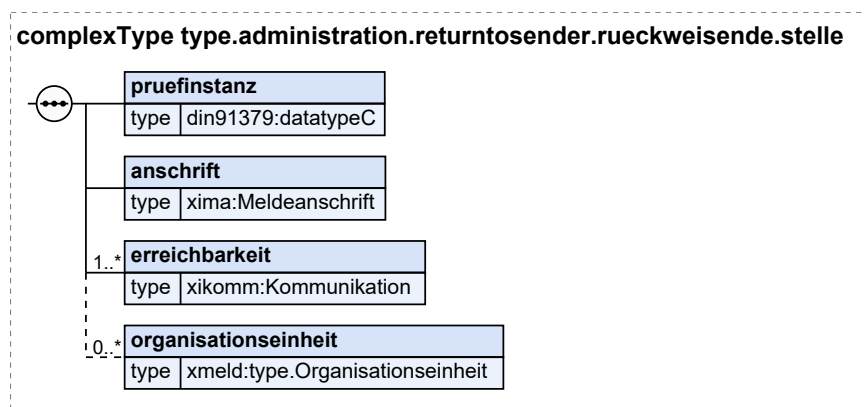 complexType type.administration.returntosender.rueckweisende.stelle
pruefinstanz
type din91379:datatypeC
anschrift
type xima:Meldeanschrift
1..* erreichbarkeit
type xikomm:Kommunikation
0..* organisationseinheit
type xmeld:type.Organisationseinheit